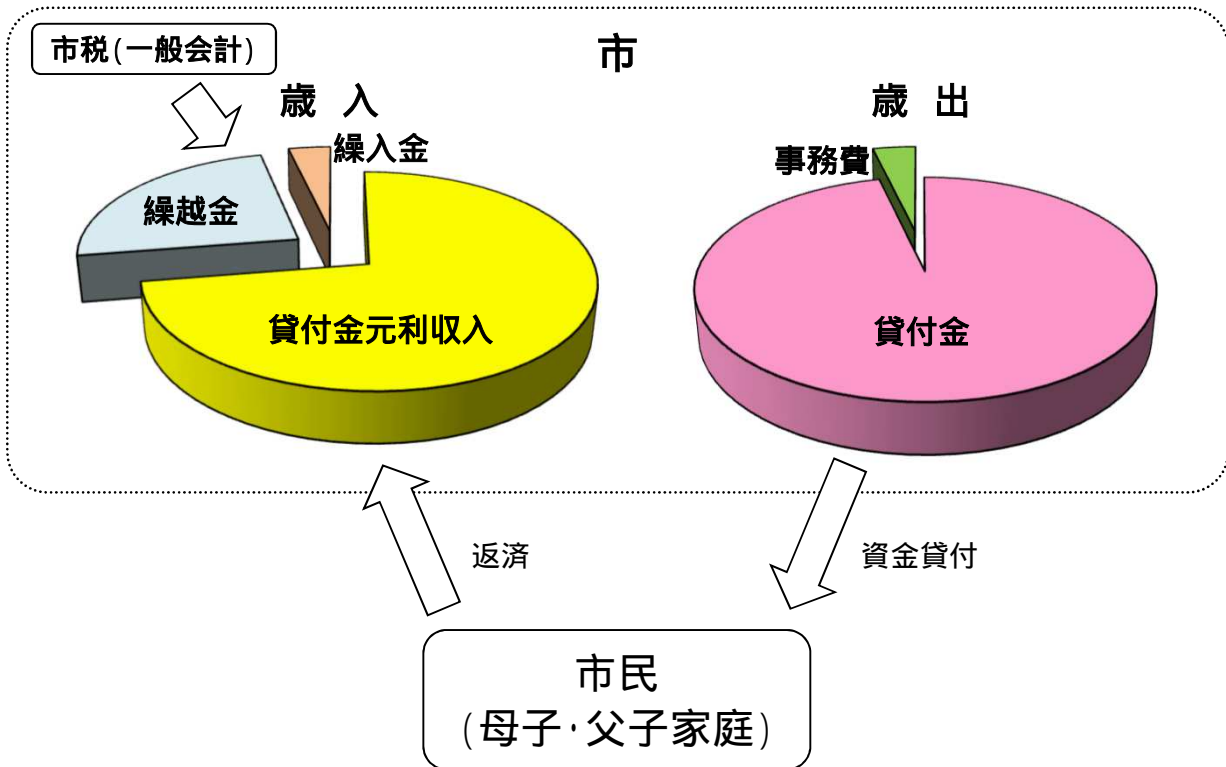 市税(一般会計)
市
歳 入
歳 出
繰入金
事務費
繰越金
貸付金元利収入
貸付金
返済
資金貸付
市民
(母子・父子家庭)